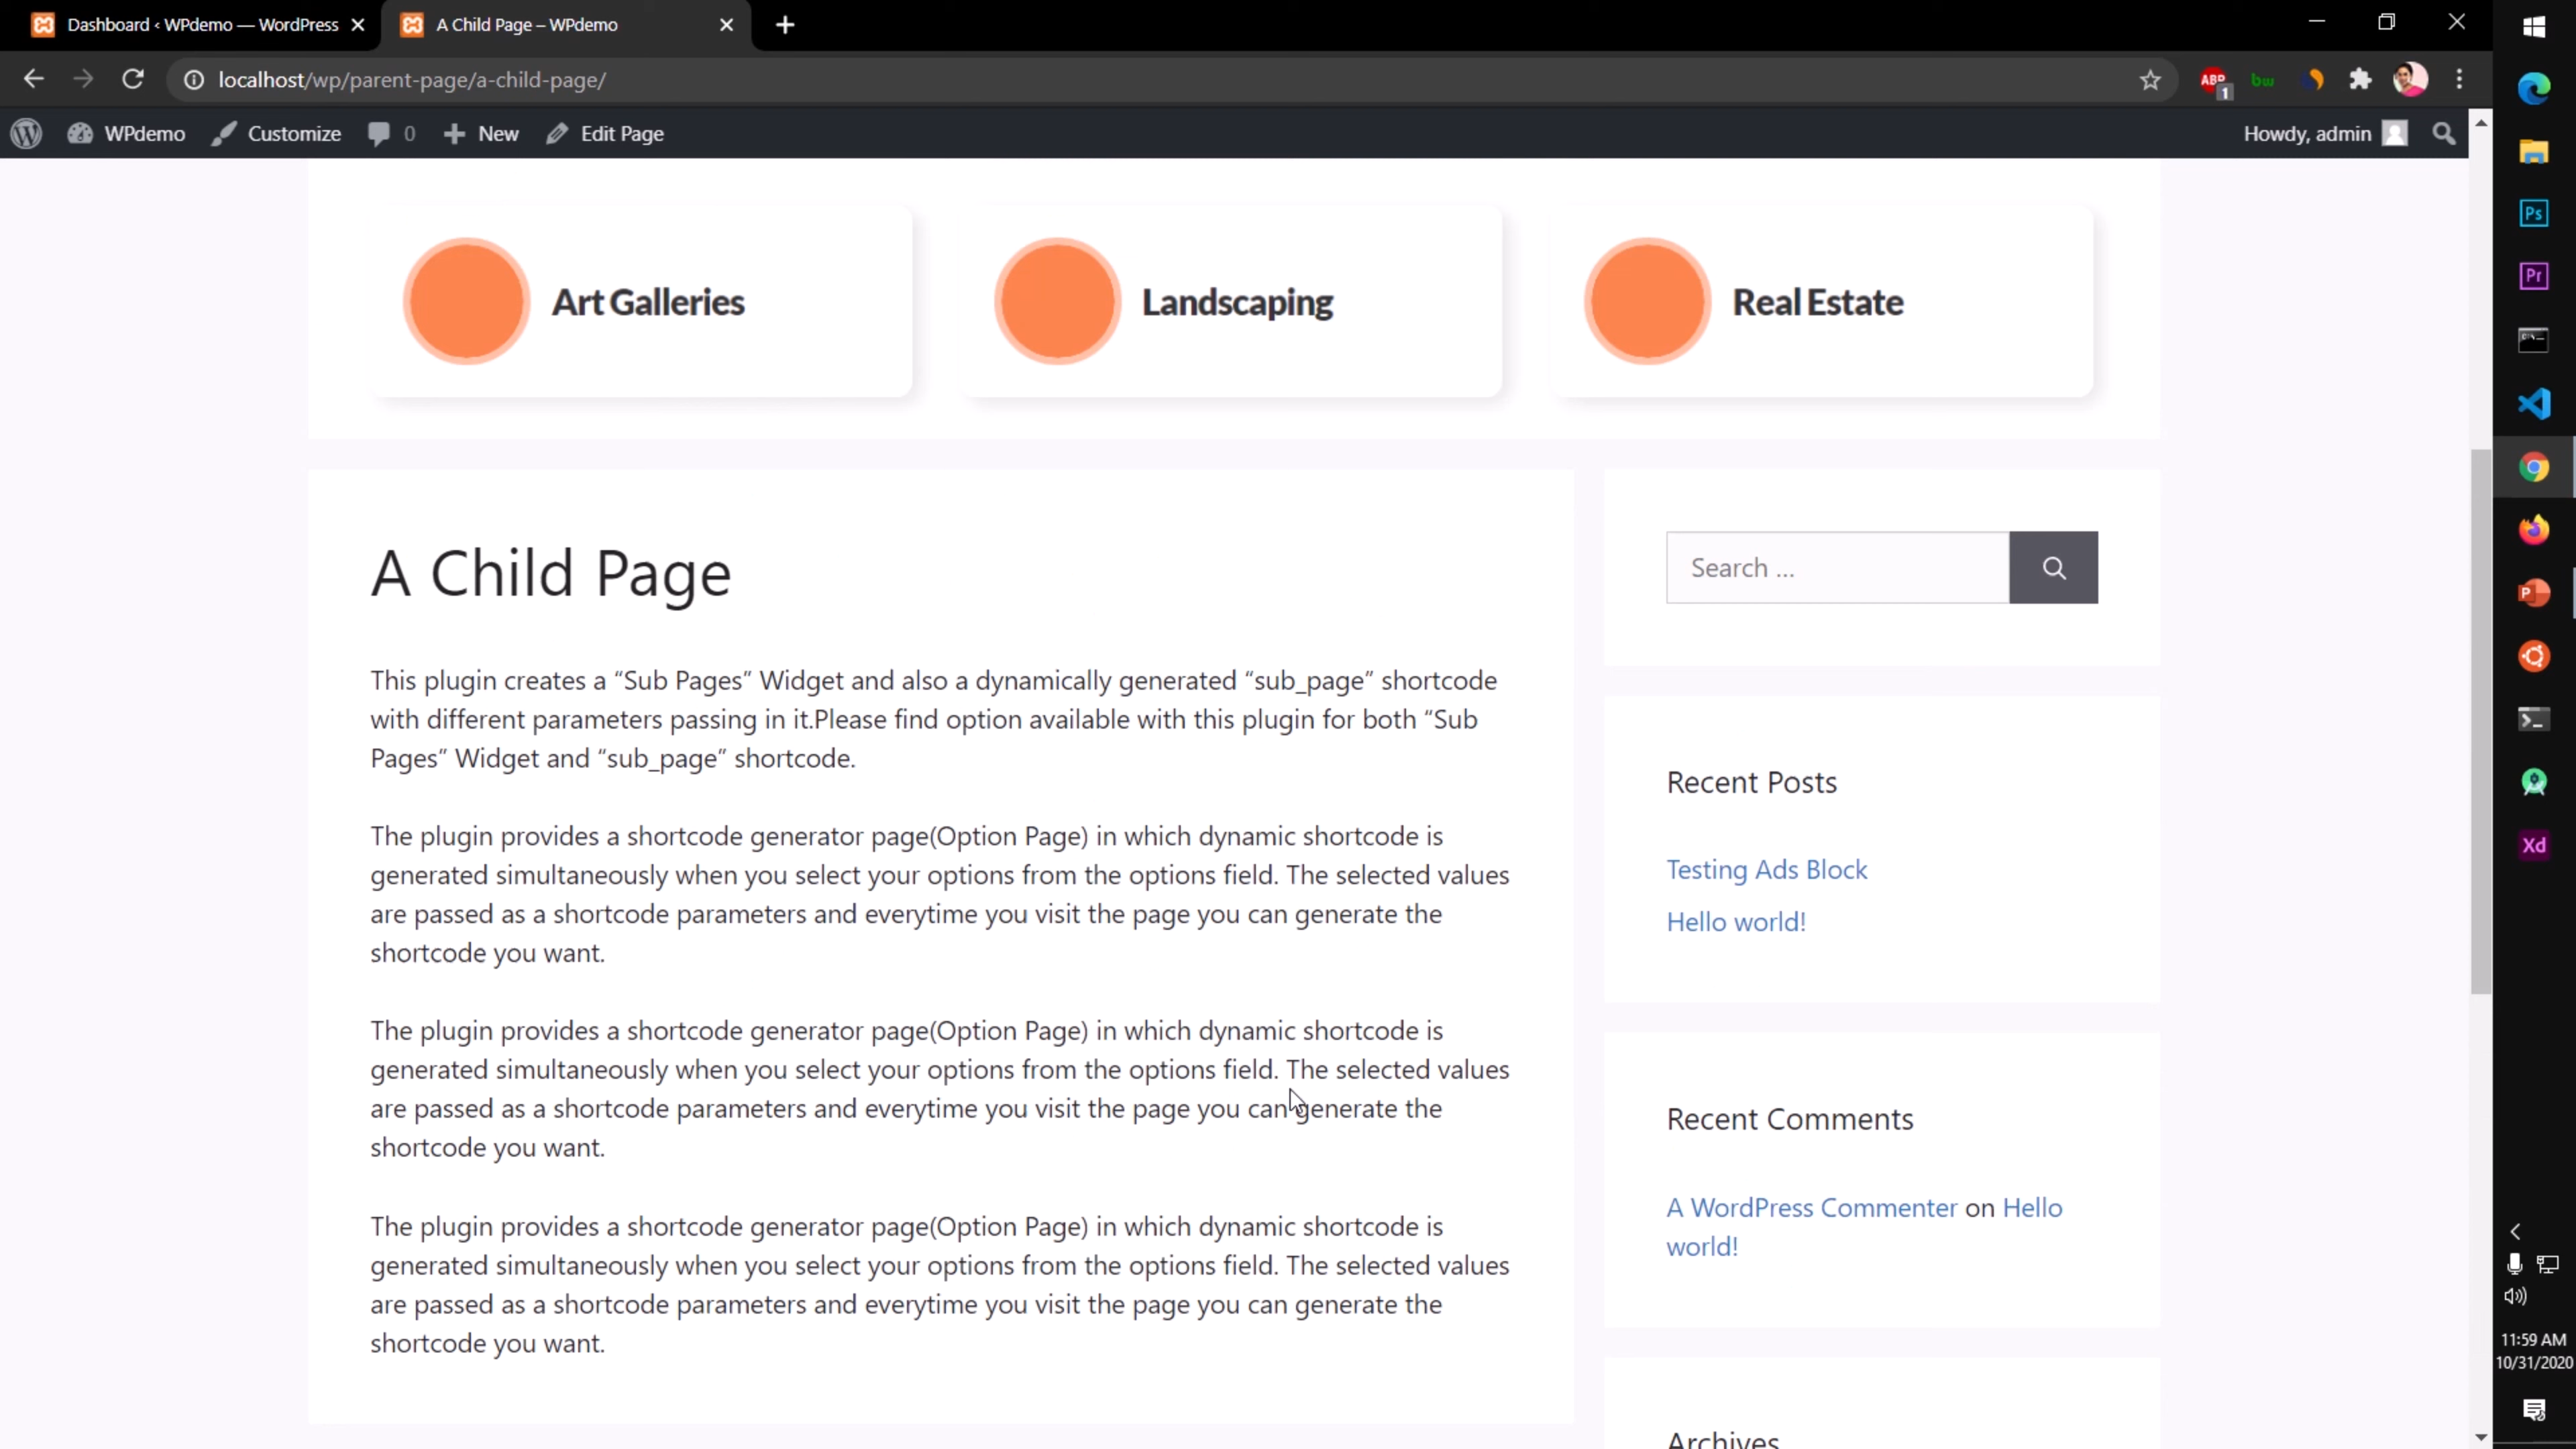 Dashboard ‹ WPdemo — WordPress
A Child Page – WPdemo
localhost/wp/parent-page/a-child-page/
ABP
1
bw
WPdemo
Customize
0
New
Edit Page
Howdy, admin
Art Galleries
Landscaping
Real Estate
A Child Page
This plugin creates a “Sub Pages” Widget and also a dynamically generated “sub_page” shortcode
with different parameters passing in it.Please find option available with this plugin for both “Sub
Pages” Widget and “sub_page” shortcode.
The plugin provides a shortcode generator page(Option Page) in which dynamic shortcode is
generated simultaneously when you select your options from the options field. The selected values
are passed as a shortcode parameters and everytime you visit the page you can generate the
shortcode you want.
The plugin provides a shortcode generator page(Option Page) in which dynamic shortcode is
generated simultaneously when you select your options from the options field. The selected values
are passed as a shortcode parameters and everytime you visit the page you can generate the
shortcode you want.
The plugin provides a shortcode generator page(Option Page) in which dynamic shortcode is
generated simultaneously when you select your options from the options field. The selected values
are passed as a shortcode parameters and everytime you visit the page you can generate the
shortcode you want.
Search ...
Recent Posts
Testing Ads Block
Hello world!
Recent Comments
A WordPress Commenter on Hello
world!
Archives
Ps
Pr
P
Xd
11:59 AM
10/31/2020